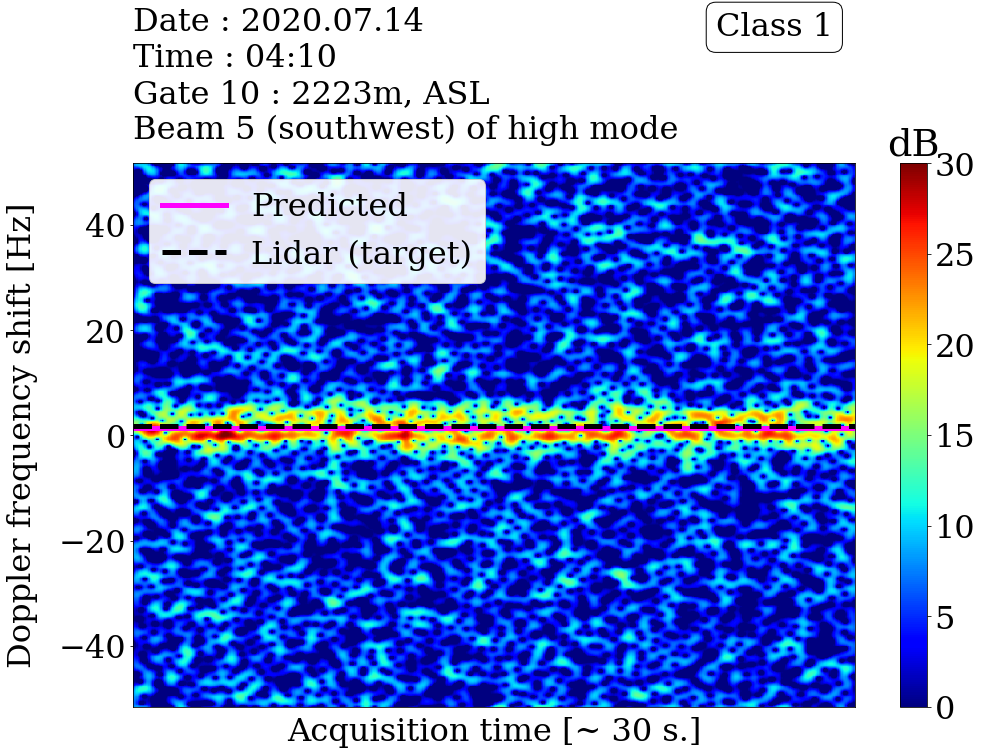 Date : 2020.07.14
Time : 04:10
Gate 10 : 2223m, ASL
Beam 5 (southwest) of high mode
Class 1
dB
Predicted
Lidar (target)
Doppler frequency shift [Hz]
40
20
0
−20
−40
Acquisition time [~ 30 s.]
30
25
20
15
10
5
0